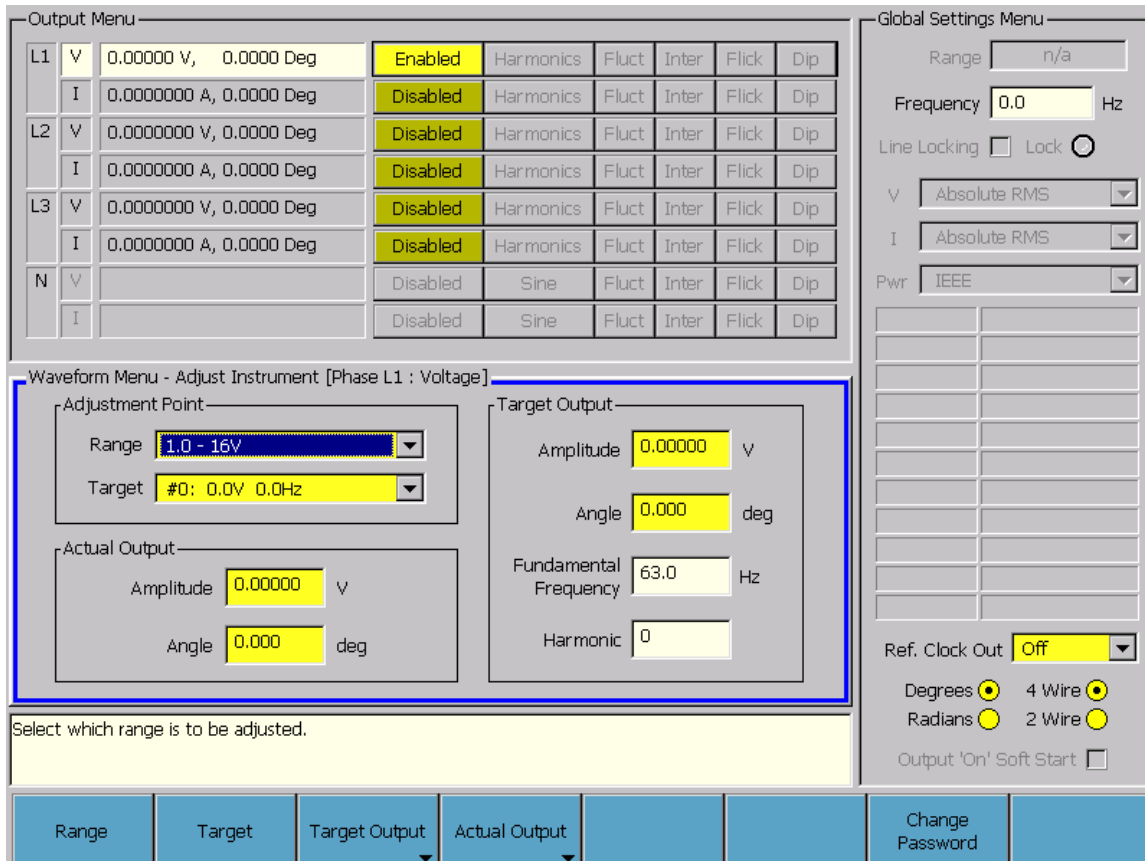 Output Menu
L1 V 0.00000 V, 0.0000 Deg Enabled Harmonics Fluct Inter Flick Dip
I 0.0000000 A, 0.0000 Deg Disabled Harmonics Fluct Inter Flick Dip
L2 V 0.0000000 V, 0.0000 Deg Disabled Harmonics Fluct Inter Flick Dip
I 0.0000000 A, 0.0000 Deg Disabled Harmonics Fluct Inter Flick Dip
L3 V 0.0000000 V, 0.0000 Deg Disabled Harmonics Fluct Inter Flick Dip
I 0.0000000 A, 0.0000 Deg Disabled Harmonics Fluct Inter Flick Dip
N V Disabled Sine Fluct Inter Flick Dip
I Disabled Sine Fluct Inter Flick Dip
Waveform Menu - Adjust Instrument [Phase L1 : Voltage]
Adjustment Point
Range 1.0 - 16V
Target #0: 0.0V 0.0Hz
Actual Output
Amplitude 0.00000 V
Angle 0.000 deg
Target Output
Amplitude 0.00000 V
Angle 0.000 deg
Fundamental
Frequency 63.0 Hz
Harmonic 0
Select which range is to be adjusted.
Global Settings Menu
Range n/a
Frequency 0.0 Hz
Line Locking Lock
V Absolute RMS
I Absolute RMS
Pwr IEEE
Ref. Clock Out Off
Degrees 4 Wire
Radians 2 Wire
Output 'On' Soft Start
Range Target Target Output Actual Output Change
Password